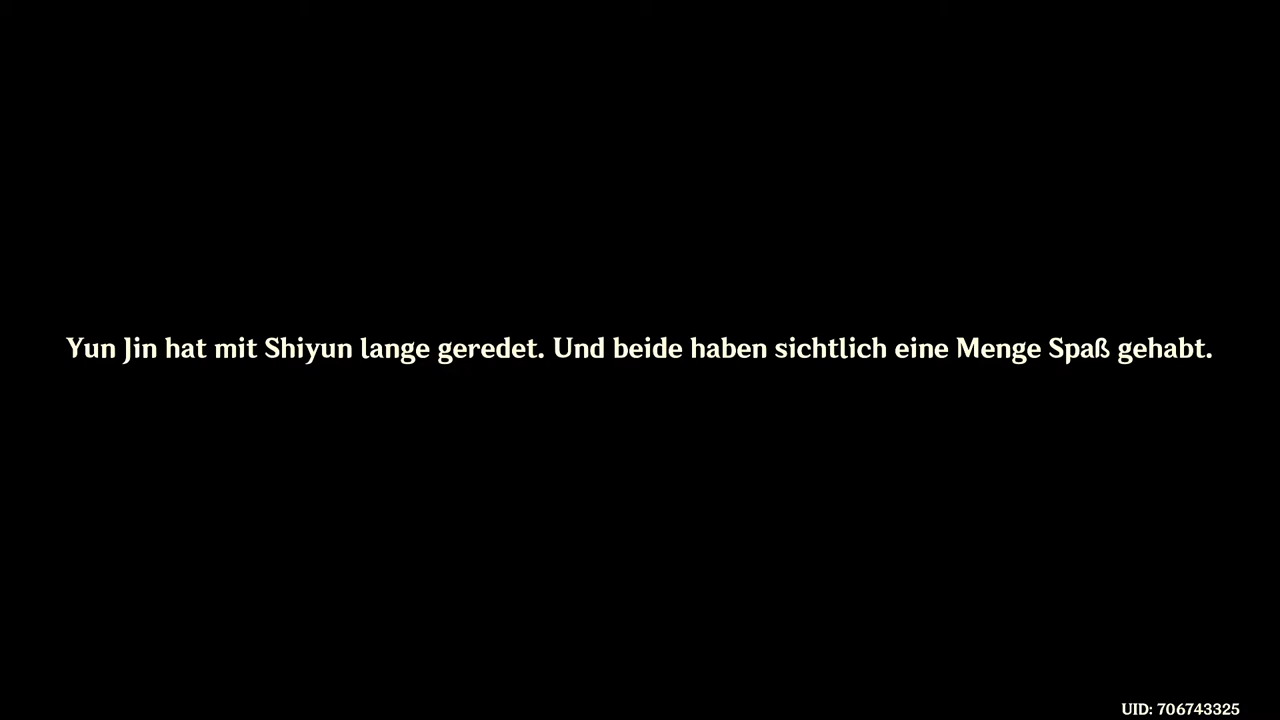 Yun Jin hat mit Shiyun lange geredet. Und beide haben sichtlich eine Menge Spaß gehabt.
UID: 706743325